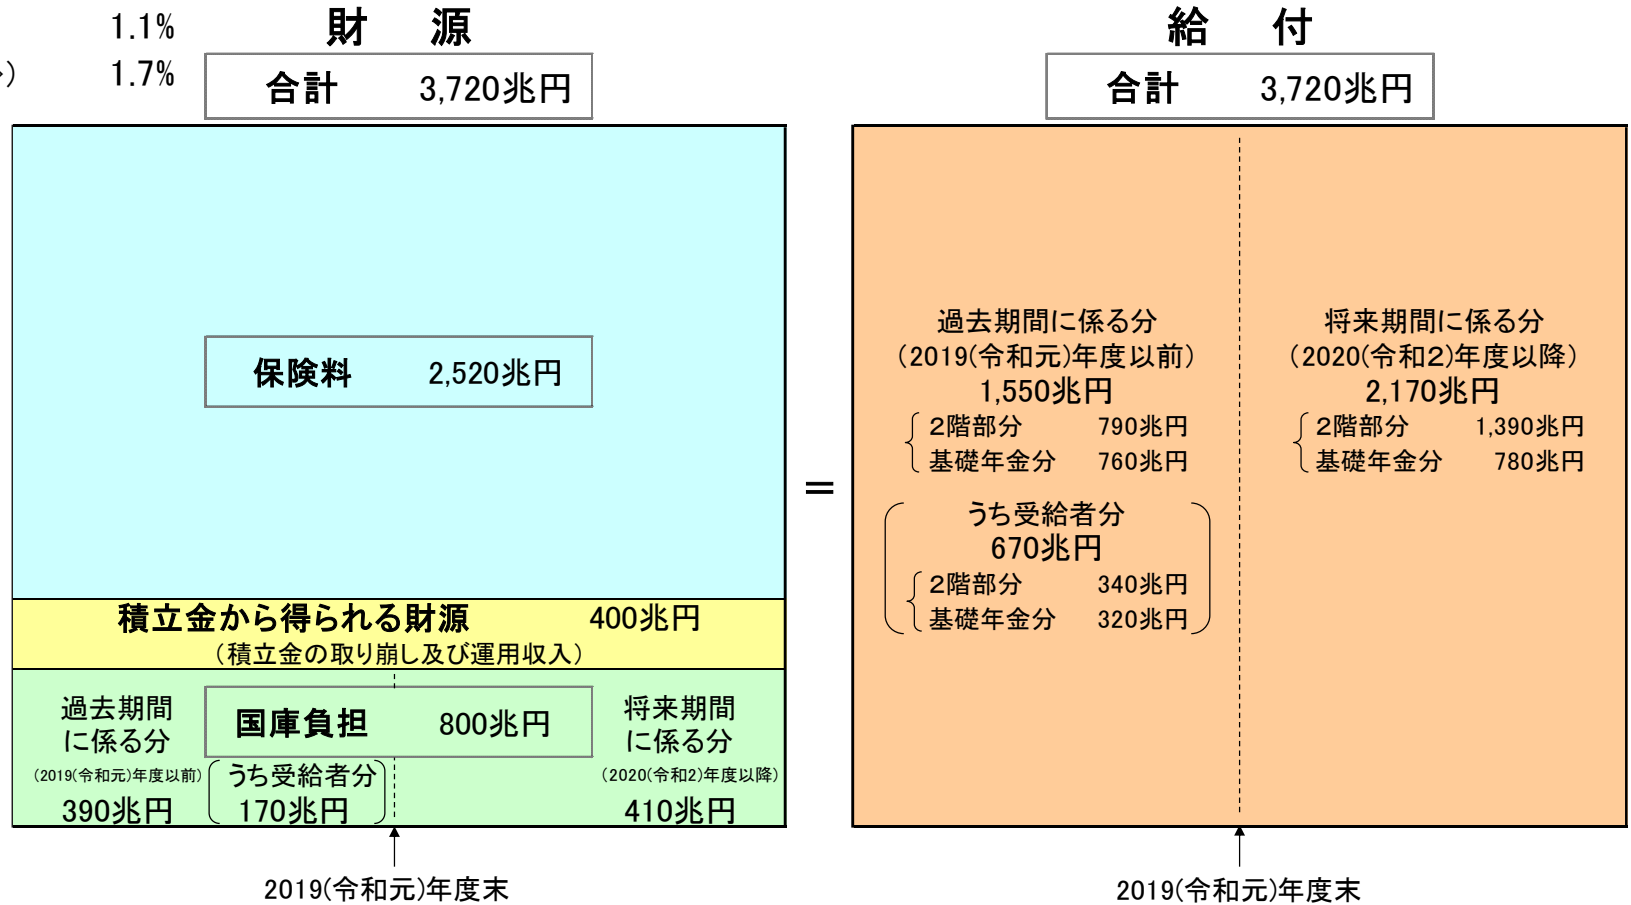 1.1%
1.7%
財 源
合計 3,720兆円
保険料 2,520兆円
積立金から得られる財源 400兆円
（積立金の取り崩し及び運用収入）
国庫負担 800兆円
過去期間
に係る分
(2019(令和元)年度以前)
390兆円
うち受給者分
170兆円
将来期間
に係る分
(2020(令和2)年度以降)
410兆円
2019(令和元)年度末
＝
給 付
合計 3,720兆円
過去期間に係る分
（2019(令和元)年度以前）
1,550兆円
２階部分 790兆円
基礎年金分 760兆円
うち受給者分
670兆円
２階部分 340兆円
基礎年金分 320兆円
将来期間に係る分
（2020(令和２)年度以降）
2,170兆円
２階部分 1,390兆円
基礎年金分 780兆円
2019(令和元)年度末